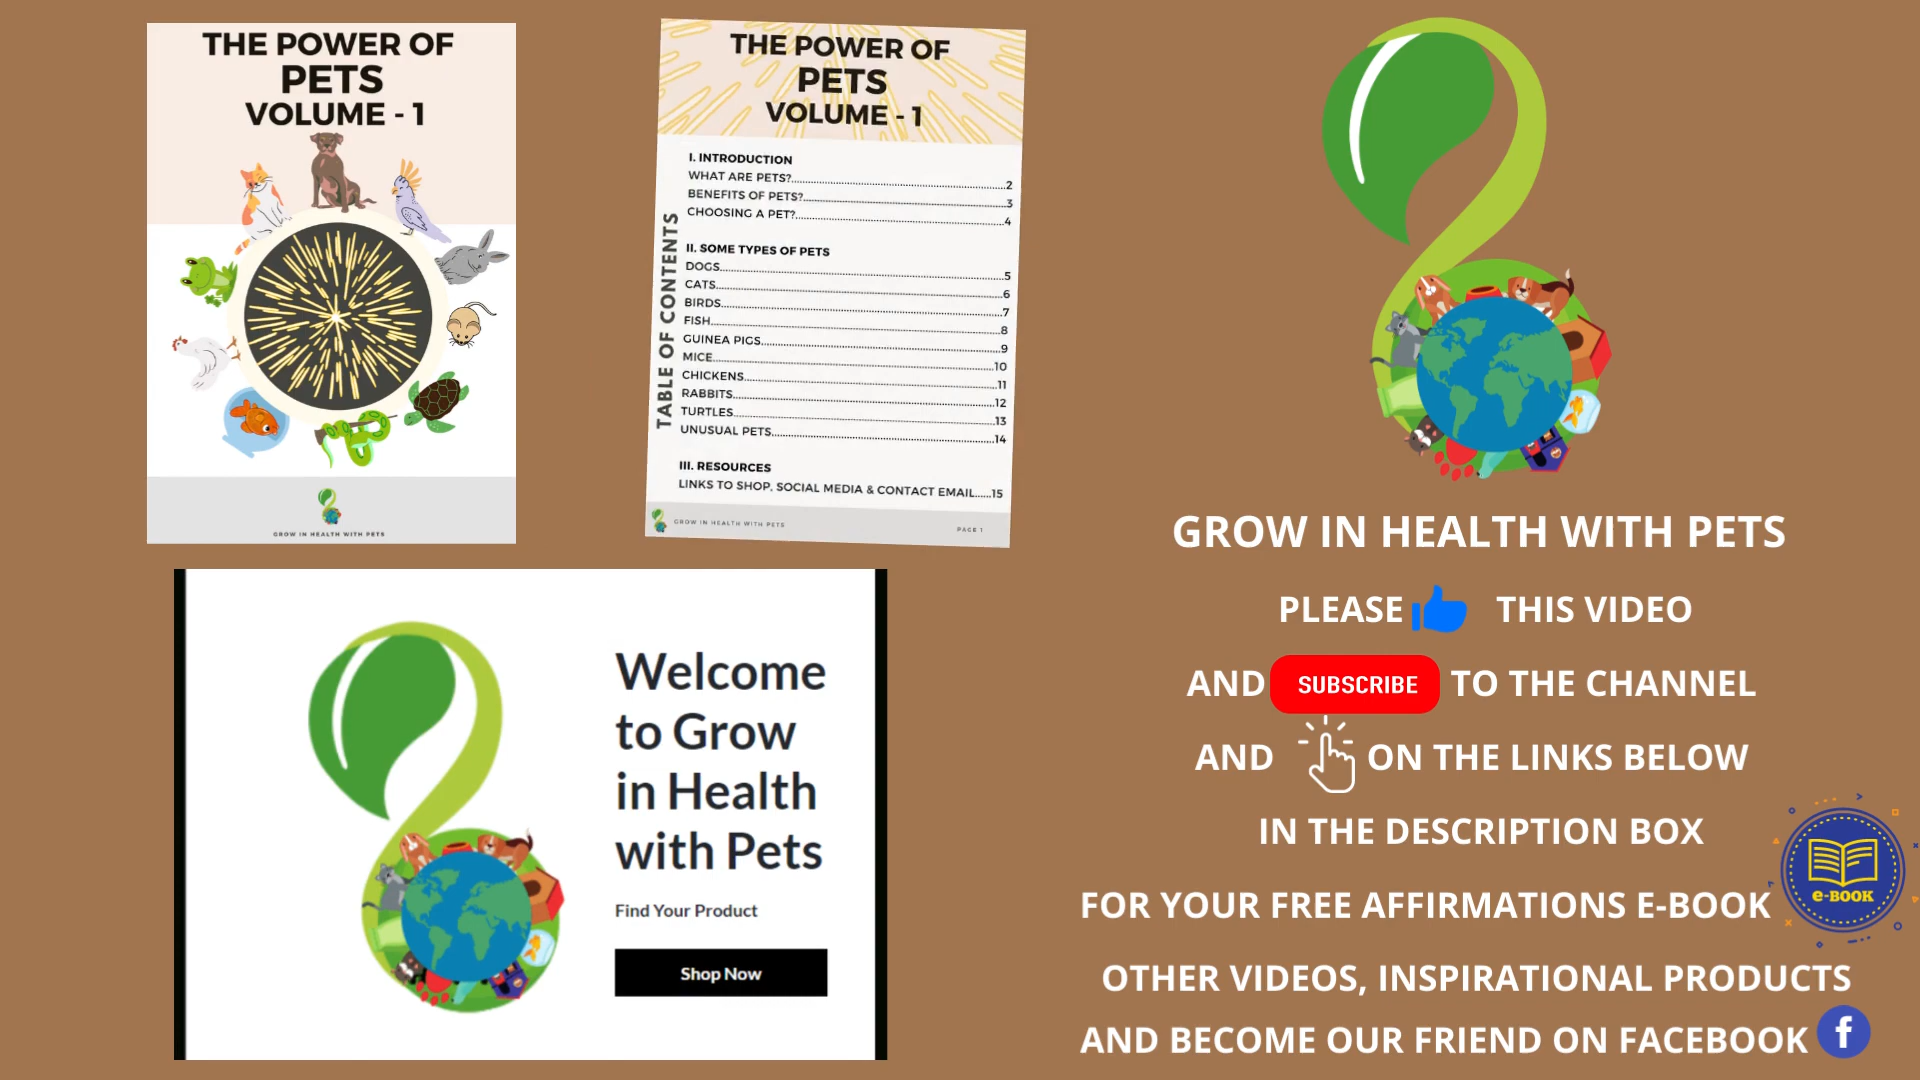 THE POWER OF
PETS
VOLUME - 1
GROW IN HEALTH WITH PETS
THE POWER OF
PETS
VOLUME - 1
TABLE OF CONTENTS
I. INTRODUCTION
WHAT ARE PETS?...2
BENEFITS OF PETS?...3
CHOOSING A PET?...4
II. SOME TYPES OF PETS
DOGS...5
CATS...6
BIRDS...7
FISH...8
GUINEA PIGS...9
MICE...10
CHICKENS...11
RABBITS...12
TURTLES...13
UNUSUAL PETS...14
III. RESOURCES
LINKS TO SHOP, SOCIAL MEDIA & CONTACT EMAIL......15
GROW IN HEALTH WITH PETS
PAGE 1
Welcome
to Grow
in Health
with Pets
Find Your Product
Shop Now
GROW IN HEALTH WITH PETS
PLEASE THIS VIDEO
AND SUBSCRIBE TO THE CHANNEL
AND ON THE LINKS BELOW
IN THE DESCRIPTION BOX
FOR YOUR FREE AFFIRMATIONS E-BOOK
e-BOOK
OTHER VIDEOS, INSPIRATIONAL PRODUCTS
AND BECOME OUR FRIEND ON FACEBOOK f